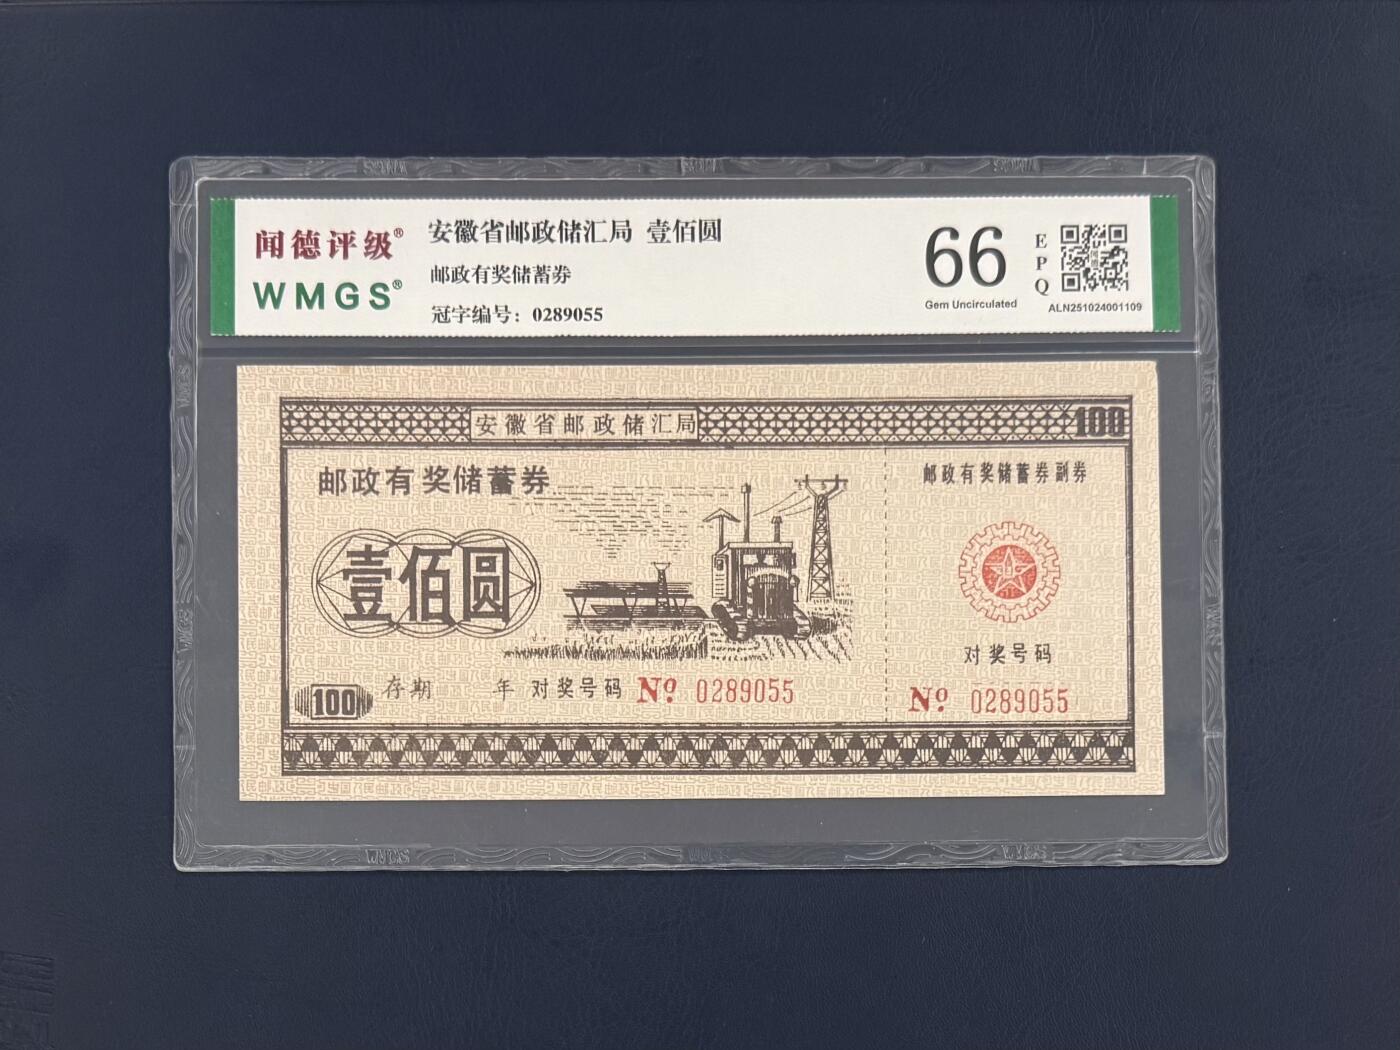 闻德评级®
WMGS®
安徽省邮政储汇局 壹佰圆
邮政有奖储蓄券
冠字编号：0289055
66
Gem Uncirculated
EPQ
ALN251024001109
安徽省邮政储汇局
100
邮政有奖储蓄券
邮政有奖储蓄券副券
壹佰圆
对奖号码
100 存期 年 对奖号码 Nº 0289055
Nº 0289055